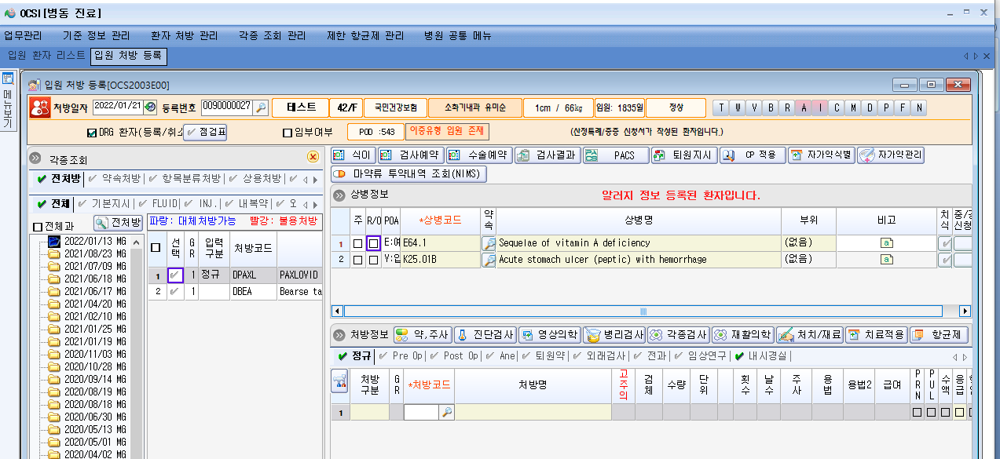 OCSI[병동 진료]
업무관리 기준 정보 관리 환자 처방 관리 각종 조회 관리 제한 항균제 관리 병원 공통 메뉴
입원 환자 리스트 입원 처방 등록
메뉴보기
입원 처방 등록[OCS2003E00]
처방일자 2022/01/21 등록번호 0090000027 테스트 42/F 국민건강보험 소화기내과 유미순 1cm / 66kg 입원: 1835일 정상 T W V B R A I C M D P F N
DRG 환자(등록/취소 점검표 임부여부 POD :543 이중유형 입원 존재 (산정특례/중증 신청서가 작성된 환자입니다.)
각종조회
전처방 약속처방 항목분류처방 상용처방
전체 기본지시 FLUID INJ. 내복약 오
전체과 전처방
2022/01/13 MG
2021/08/23 MG
2021/07/09 MG
2021/06/18 MG
2021/06/17 MG
2021/04/20 MG
2021/02/10 MG
2021/01/25 MG
2021/01/19 MG
2020/11/03 MG
2020/10/28 MG
2020/09/14 MG
2020/08/19 MG
2020/08/18 MG
2020/06/30 MG
2020/05/13 MG
2020/05/01 MG
2020/04/02 MG
파랑: 대체처방가능 빨강: 불용처방
선택 GR 입력구분 처방코드
1 1 정규 DPAXL PAXLOVID
2 1 DBEA Bearse ta
식이 검사예약 수술예약 검사결과 PACS 퇴원지시 CP 적용 자가약식별 자가약관리
마약류 투약내역 조회(NIMS)
상병정보 알러지 정보 등록된 환자입니다.
주 R/O POA *상병코드 약속 상병명 부위 비고 치식
1 E:여 E64.1 Sequelae of vitamin A deficiency (없음) a
2 Y:입 K25.01B Acute stomach ulcer (peptic) with hemorrhage (없음) a
처방정보 약,주사 진단검사 영상의학 병리검사 각종검사 재활의학 처치/재료 치료적용 항균제
정규 Pre Op Post Op Ane 퇴원약 외래검사 전과 임상연구 내시경실
처방구분 GR *처방코드 처방명 고주의 검체 수량 단위 횟수 날수 주사 용법 용법2 급여 PRN PUL 수액 응급
1